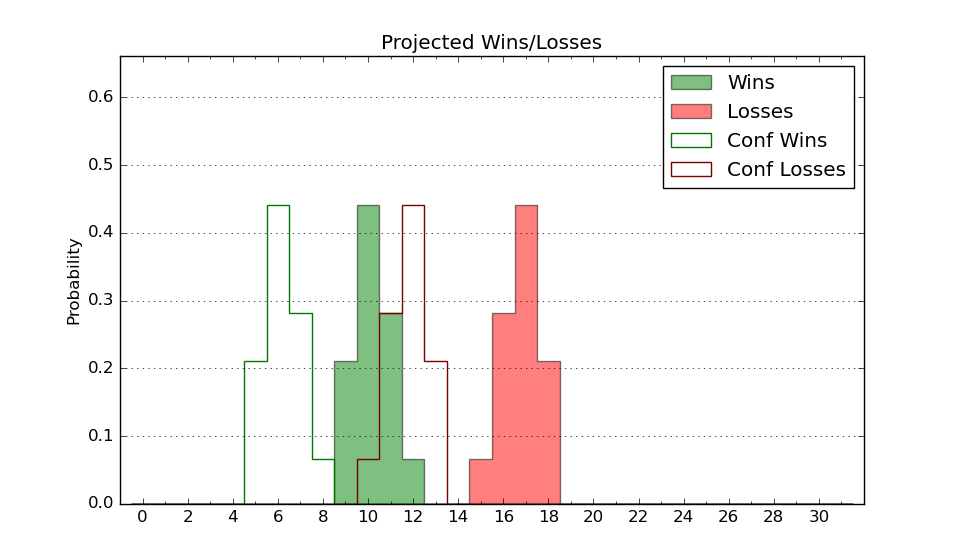 Projected Wins/Losses
Wins
Losses
Conf Wins
Conf Losses
Probability
0.6
0.5
0.4
0.3
0.2
0.1
0.0
0 2 4 6 8 10 12 14 16 18 20 22 24 26 28 30